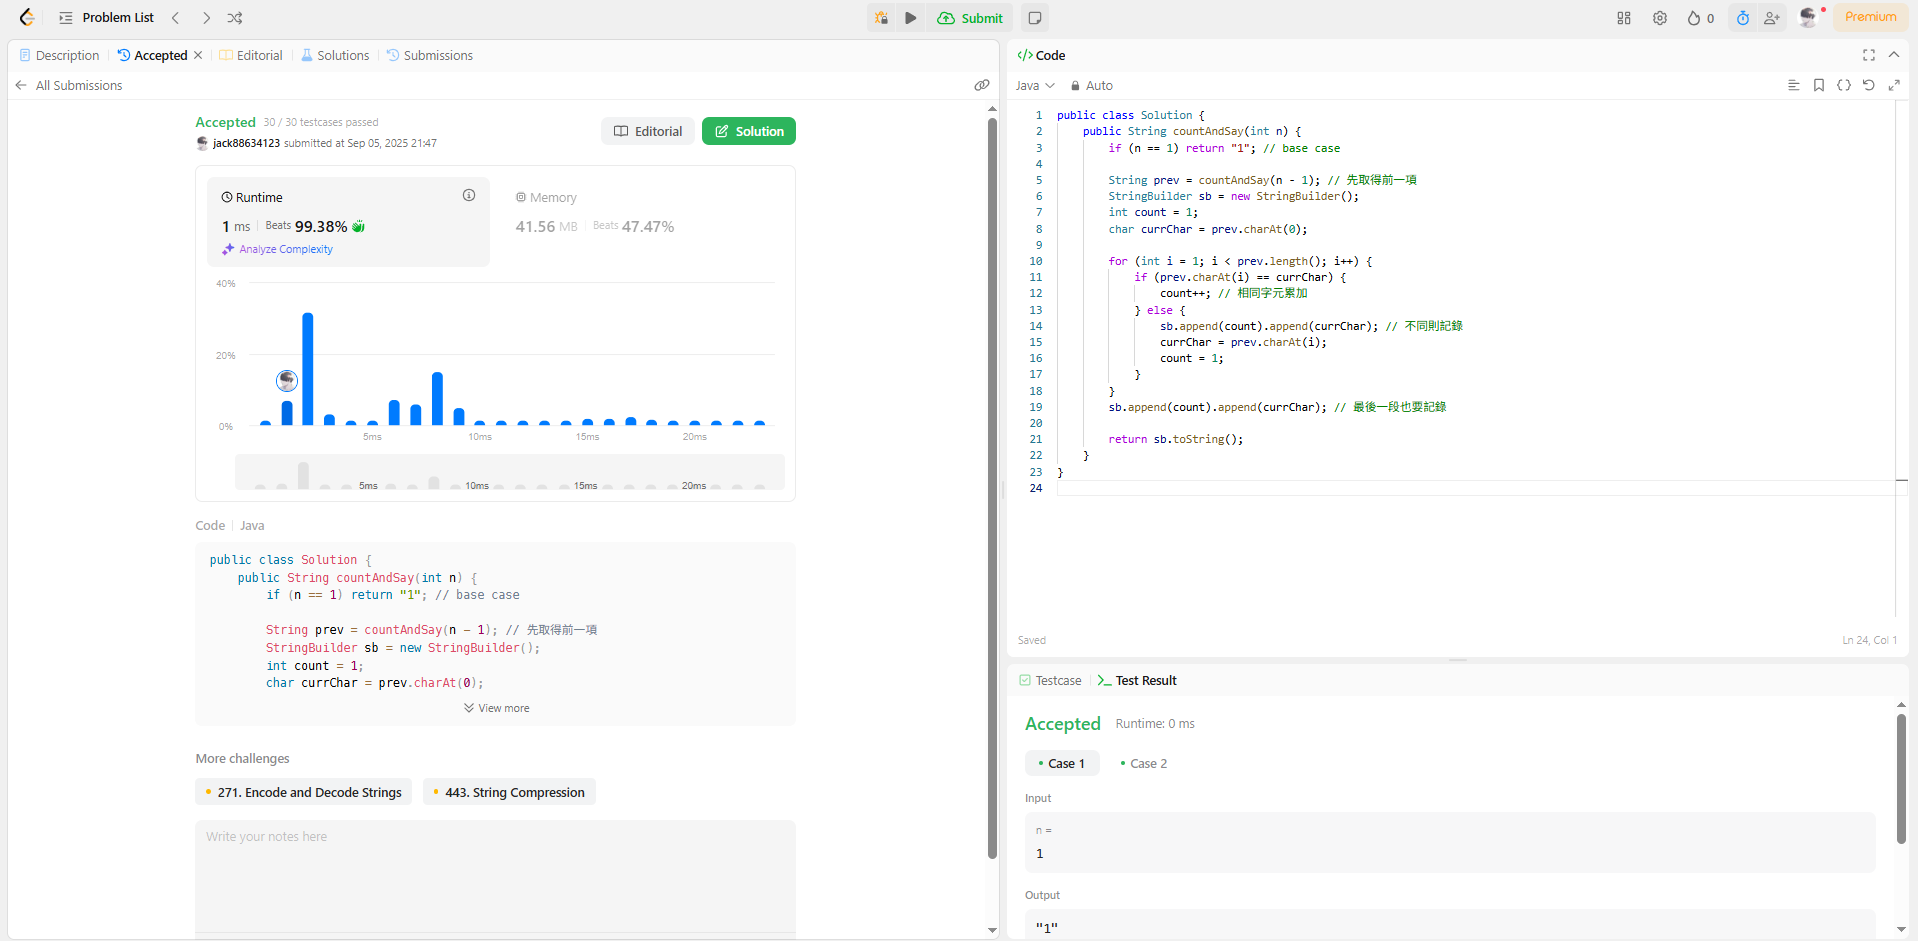 Problem List
Submit
0
Premium
Description
Accepted
Editorial
Solutions
Submissions
All Submissions
Accepted 30 / 30 testcases passed
jack88634123 submitted at Sep 05, 2025 21:47
Editorial
Solution
Runtime
1 ms Beats 99.38%
Analyze Complexity
Memory
41.56 MB Beats 47.47%
40%
20%
0%
5ms 10ms 15ms 20ms
5ms 10ms 15ms 20ms
Code Java
public class Solution {
    public String countAndSay(int n) {
        if (n == 1) return "1"; // base case

        String prev = countAndSay(n - 1); // 先取得前一項
        StringBuilder sb = new StringBuilder();
        int count = 1;
        char currChar = prev.charAt(0);
View more
More challenges
271. Encode and Decode Strings
443. String Compression
Write your notes here
</>Code
Java
Auto
1 public class Solution {
2     public String countAndSay(int n) {
3         if (n == 1) return "1"; // base case
4
5         String prev = countAndSay(n - 1); // 先取得前一項
6         StringBuilder sb = new StringBuilder();
7         int count = 1;
8         char currChar = prev.charAt(0);
9
10         for (int i = 1; i < prev.length(); i++) {
11             if (prev.charAt(i) == currChar) {
12                 count++; // 相同字元累加
13             } else {
14                 sb.append(count).append(currChar); // 不同則記錄
15                 currChar = prev.charAt(i);
16                 count = 1;
17             }
18         }
19         sb.append(count).append(currChar); // 最後一段也要記錄
20
21         return sb.toString();
22     }
23 }
24
Saved
Ln 24, Col 1
Testcase
Test Result
Accepted Runtime: 0 ms
Case 1
Case 2
Input
n =
1
Output
"1"